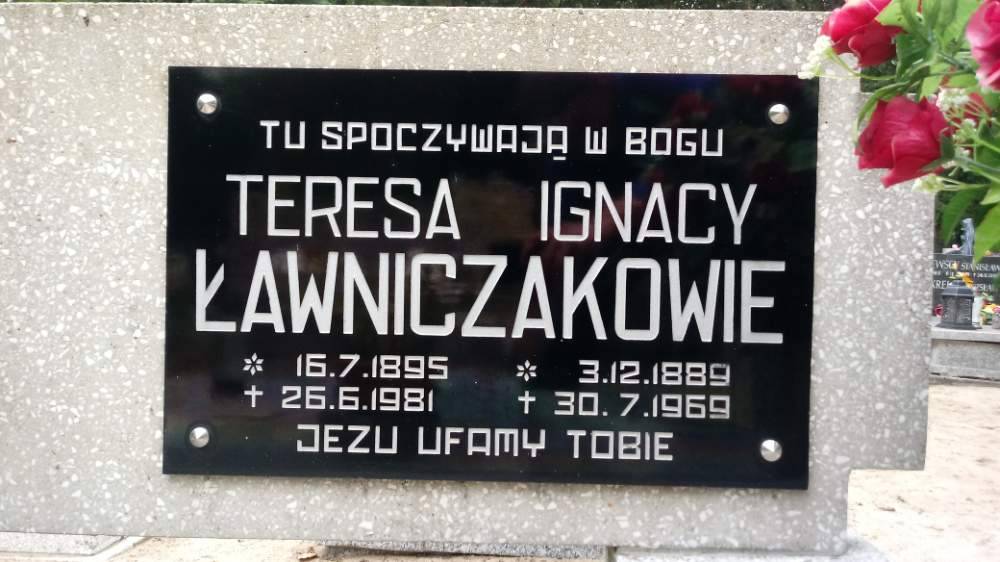 TU SPOCZYWAJĄ W BOGU
TERESA IGNACY
ŁAWNICZAKOWIE
* 16.7.1895 * 3.12.1889
† 26.6.1981 † 30.7.1969
JEZU UFAMY TOBIE